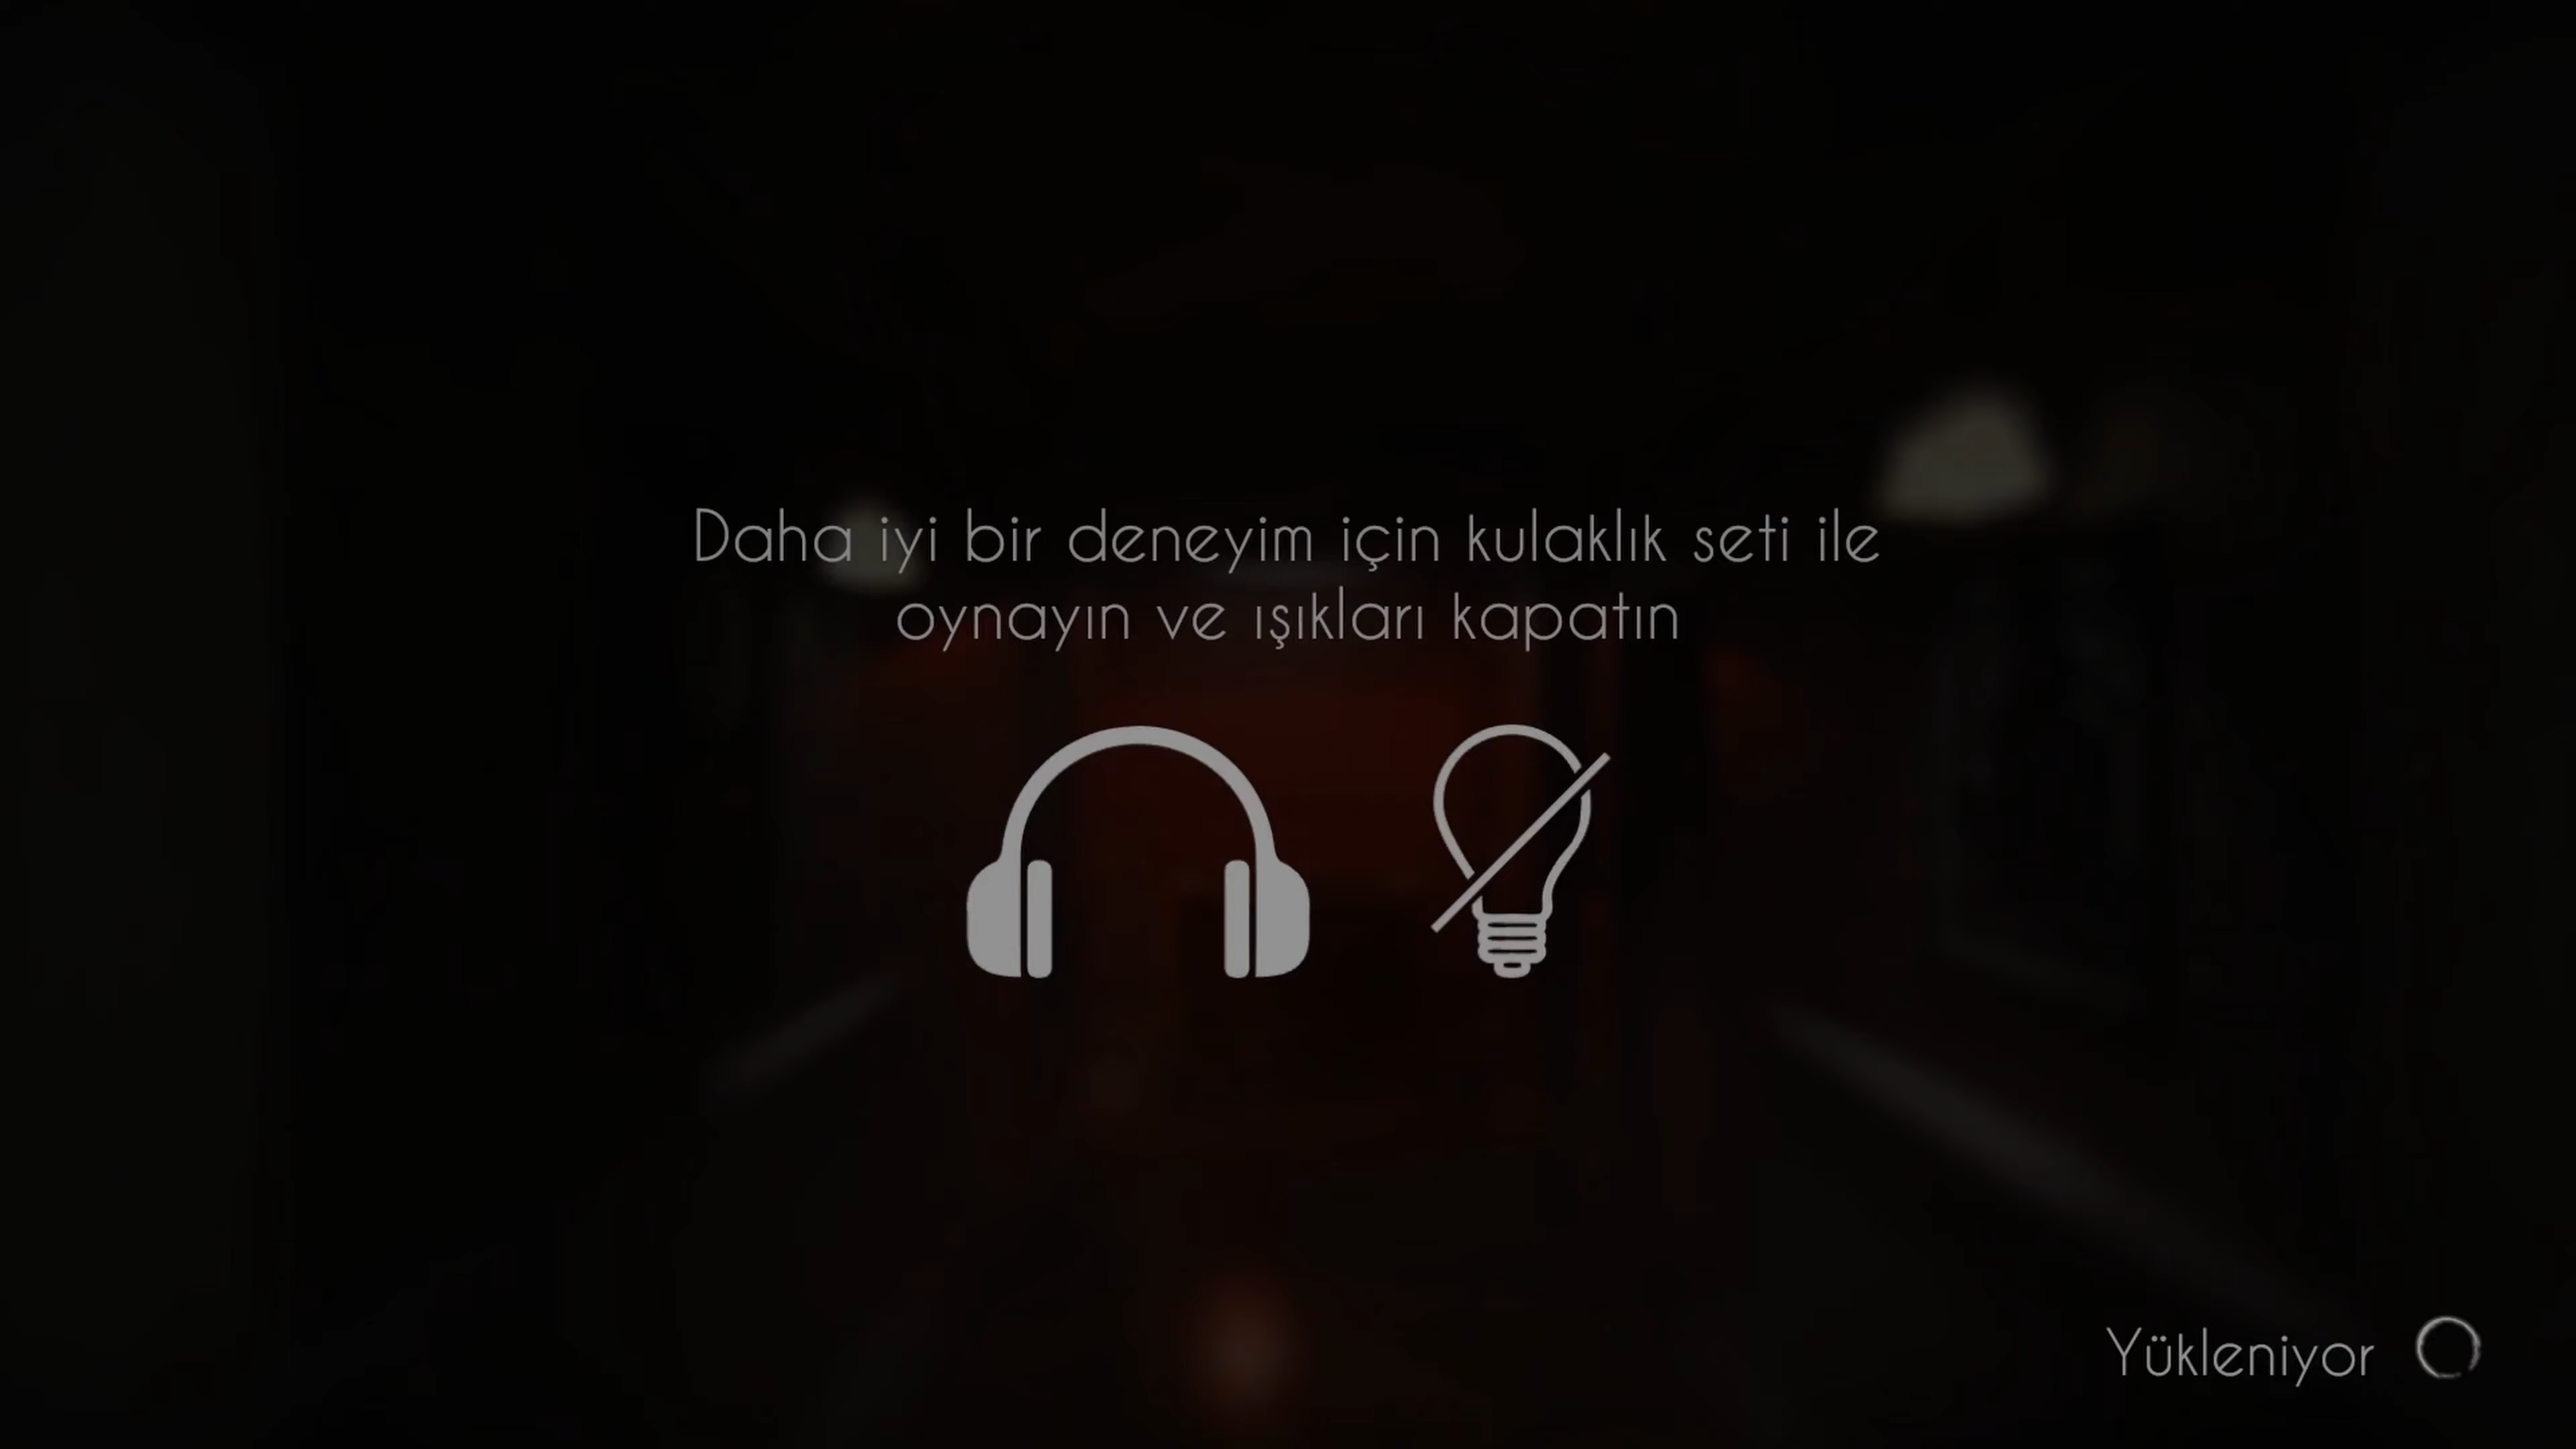 Daha iyi bir deneyim için kulaklık seti ile
oynayın ve ışıkları kapatın
Yükleniyor